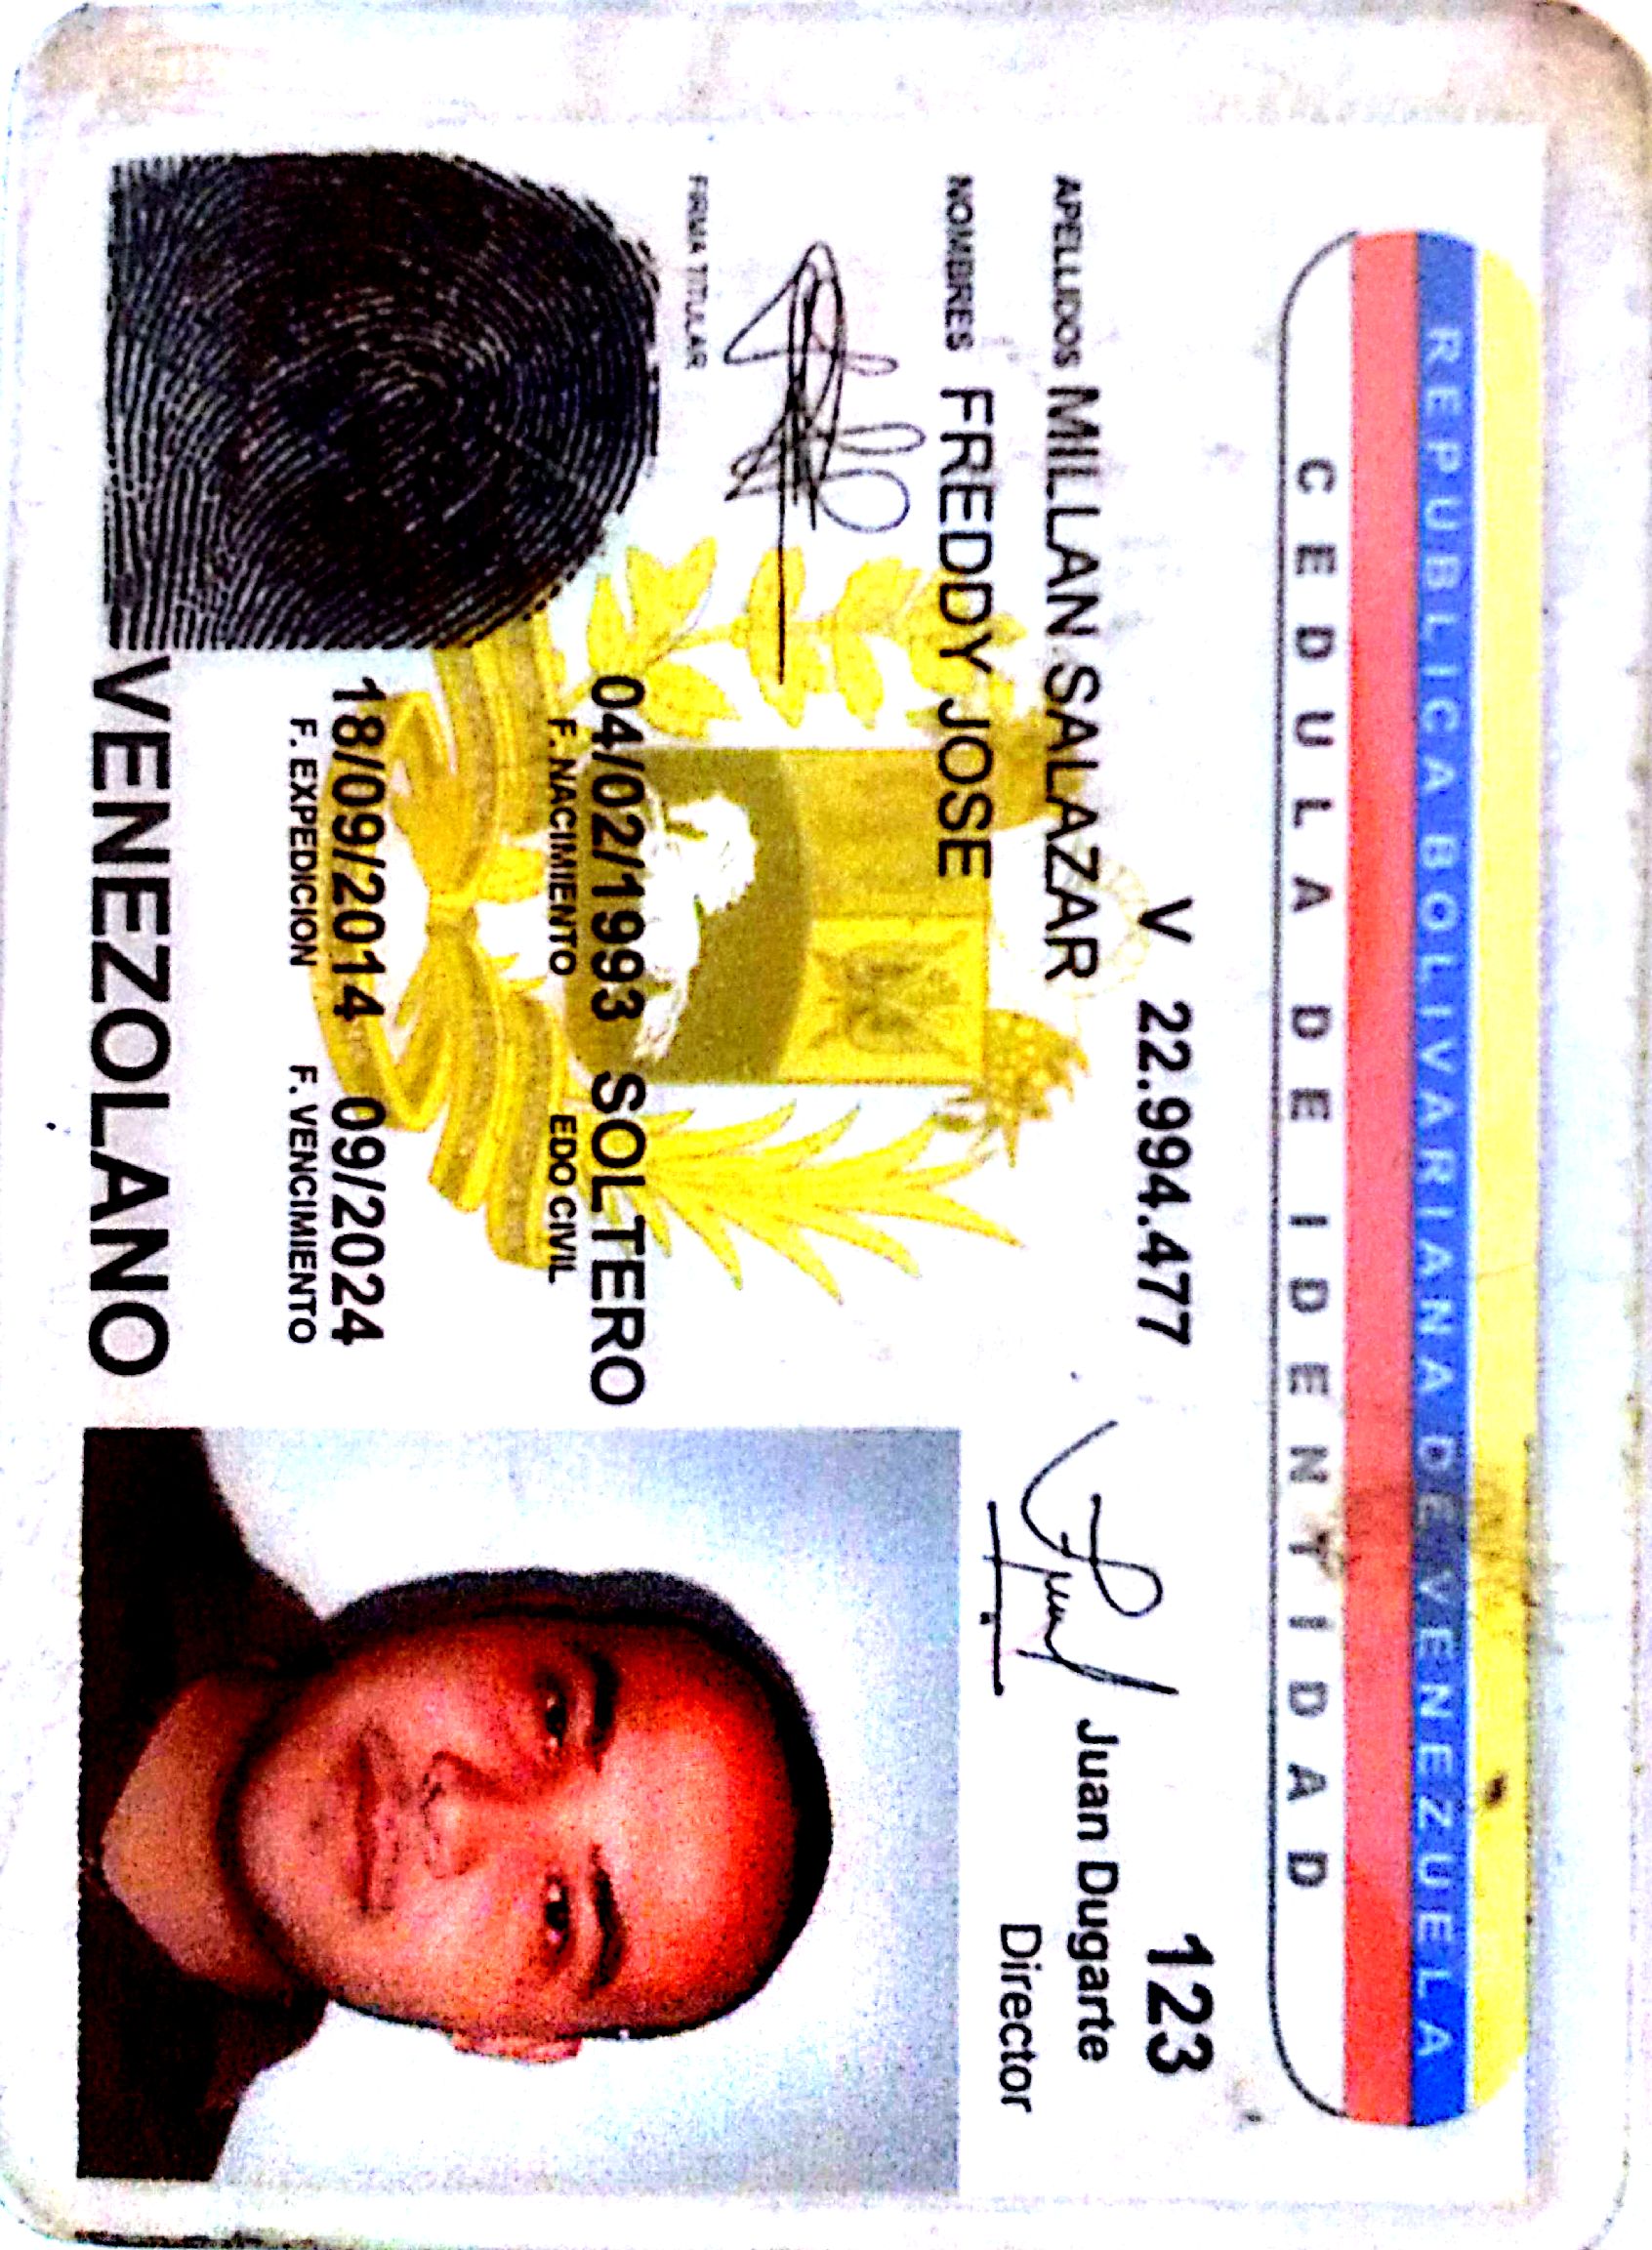 REPUBLICA BOLIVARIANA DE VENEZUELA
CEDULA DE IDENTIDAD
V 22.994.477
123
APELLIDOS MILLAN SALAZAR
Juan Dugarte
Director
NOMBRES FREDDY JOSE
FIRMA TITULAR
04/02/1993 SOLTERO
F. NACIMIENTO EDO CIVIL
18/09/2014 09/2024
F. EXPEDICION F. VENCIMIENTO
VENEZOLANO